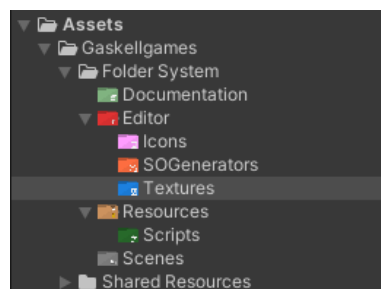 Assets
Gaskellgames
Folder System
Documentation
Editor
Icons
SOGenerators
Textures
Resources
Scripts
Scenes
Shared Resources